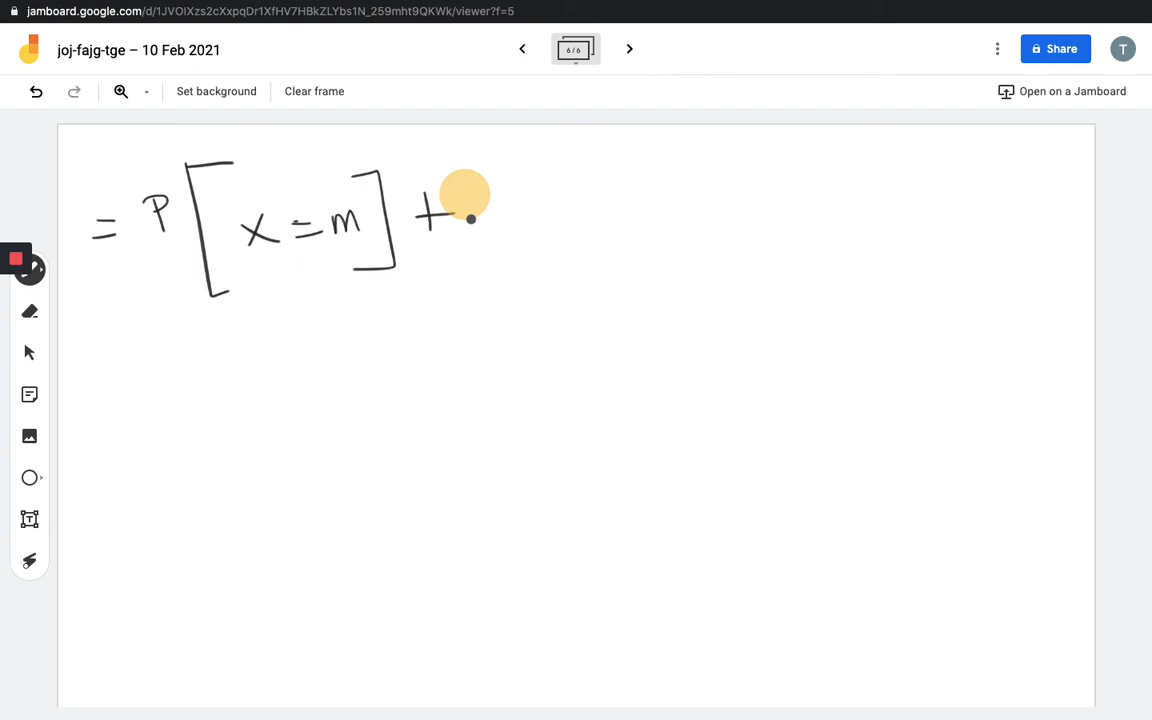 jamboard.google.com/d/1JVOlXzs2cXxpqDr1XfHV7HBkZLYbs1N_259mht9QKWk/viewer?f=5
joj-fajg-tge – 10 Feb 2021
6/6
Share
T
Set background
Clear frame
Open on a Jamboard
= P[x = m] +
T